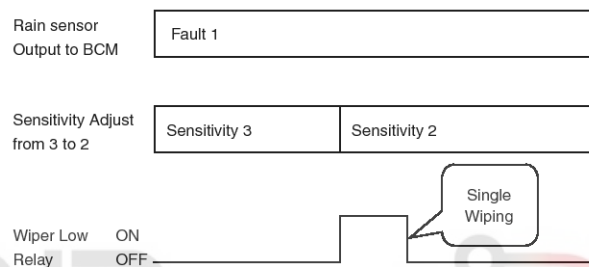 Rain sensor
Output to BCM
Fault 1
Sensitivity Adjust
from 3 to 2
Sensitivity 3
Sensitivity 2
Single
Wiping
Wiper Low ON
Relay OFF